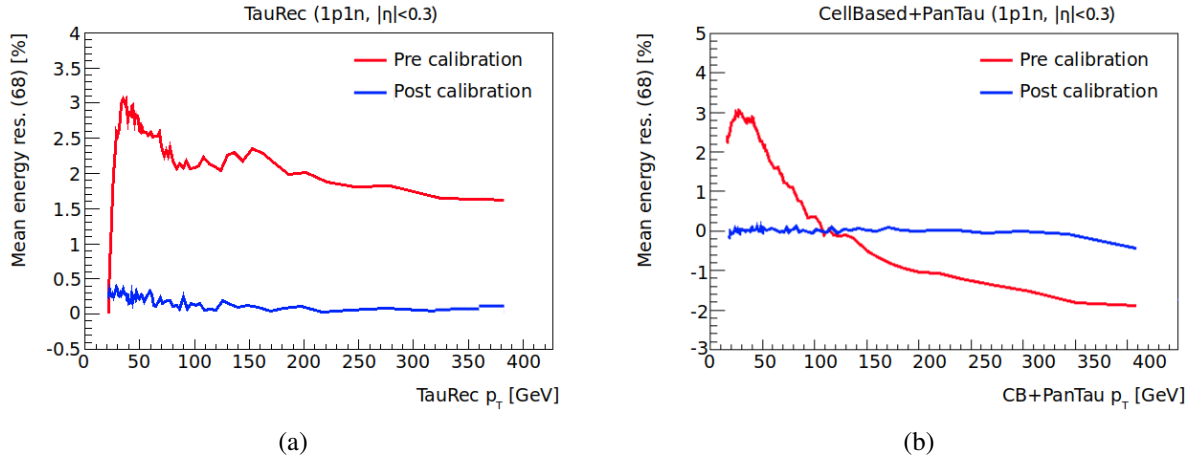 TauRec (1p1n, |η|<0.3)
Mean energy res. (68) [%]
4
3.5
3
2.5
2
1.5
1
0.5
0
-0.5
Pre calibration
Post calibration
0 50 100 150 200 250 300 350 400
TauRec p_T [GeV]
(a)
CellBased+PanTau (1p1n, |η|<0.3)
Mean energy res. (68) [%]
5
4
3
2
1
0
-1
-2
-3
Pre calibration
Post calibration
0 50 100 150 200 250 300 350 400
CB+PanTau p_T [GeV]
(b)